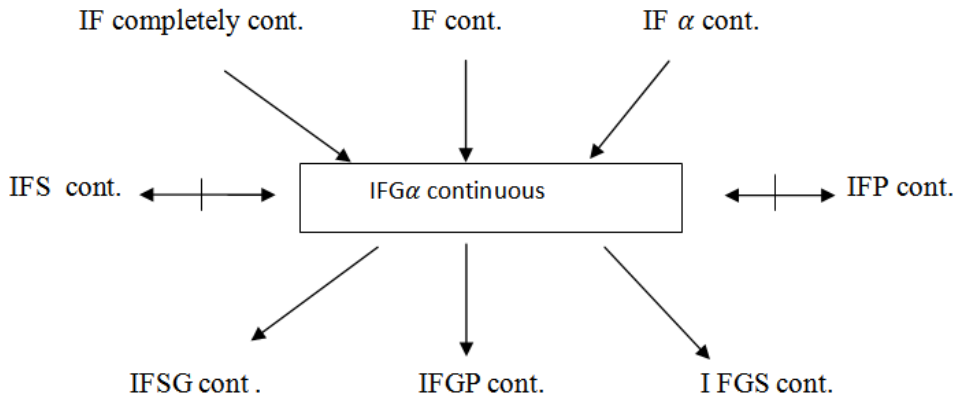 IF completely cont. IF cont. IF α cont.
IFS cont. IFGα continuous IFP cont.
IFSG cont . IFGP cont. I FGS cont.